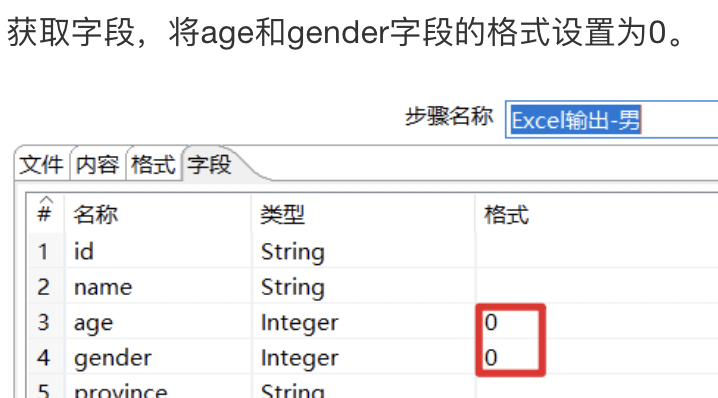 获取字段，将age和gender字段的格式设置为0。
步骤名称 Excel输出-男
文件 内容 格式 字段
# 名称 类型 格式
1 id String
2 name String
3 age Integer 0
4 gender Integer 0
5 province String